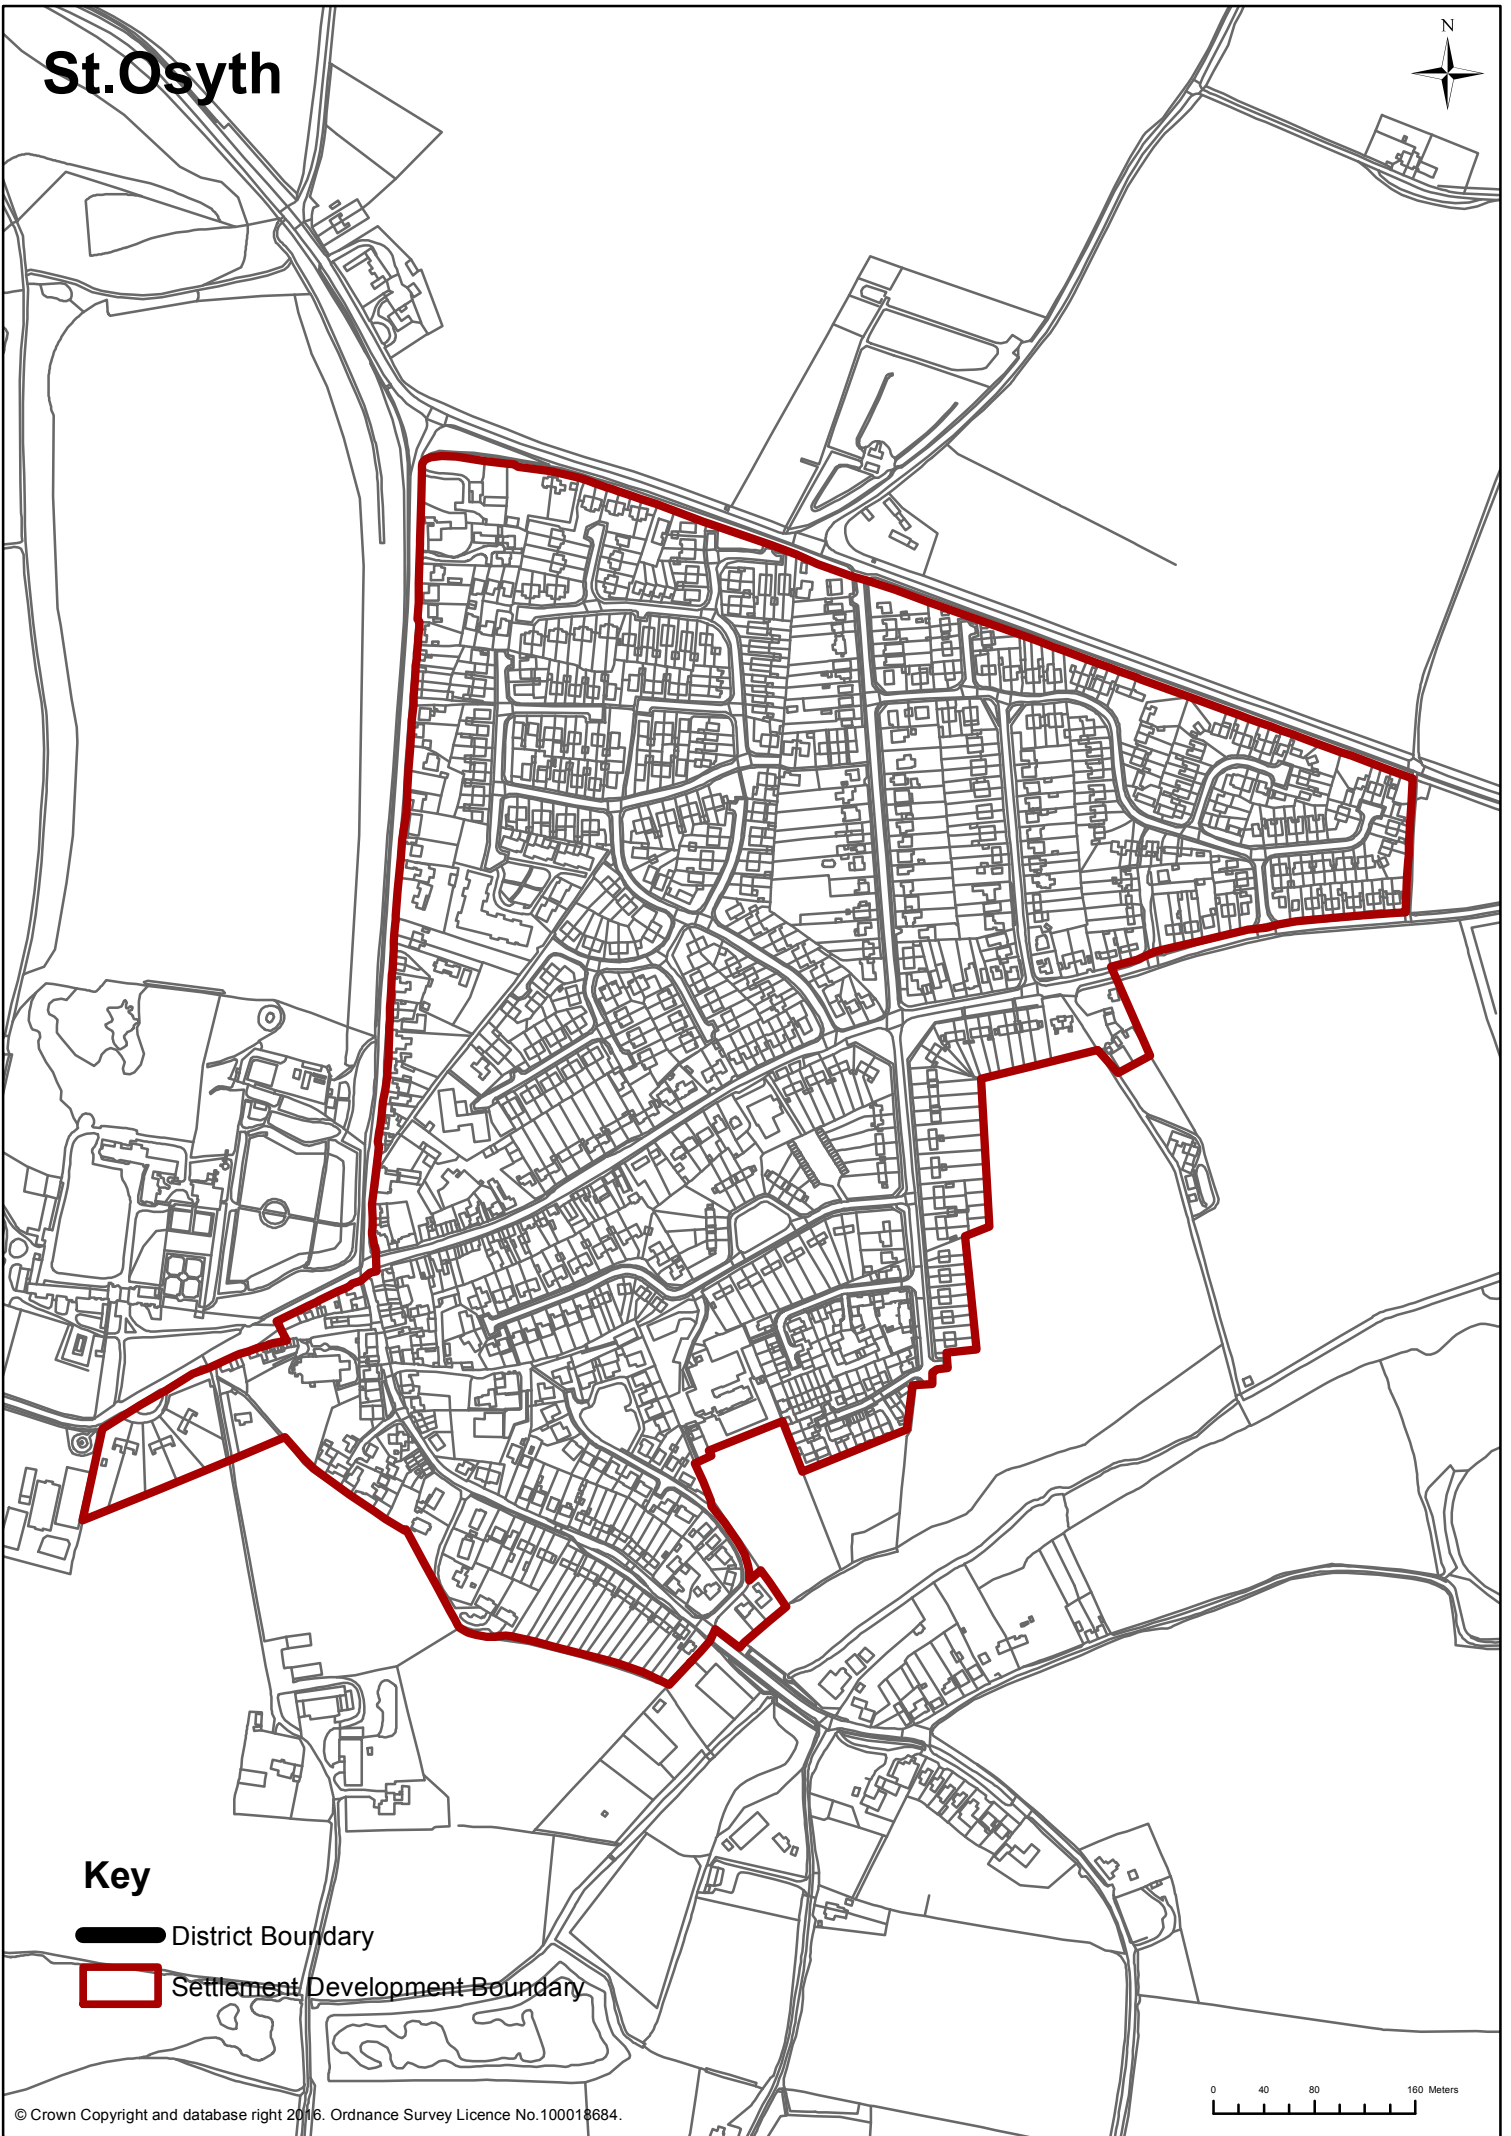 St.Osyth
N
Key
District Boundary
Settlement Development Boundary
0 40 80 160 Meters
© Crown Copyright and database right 2016. Ordnance Survey Licence No.100018684.